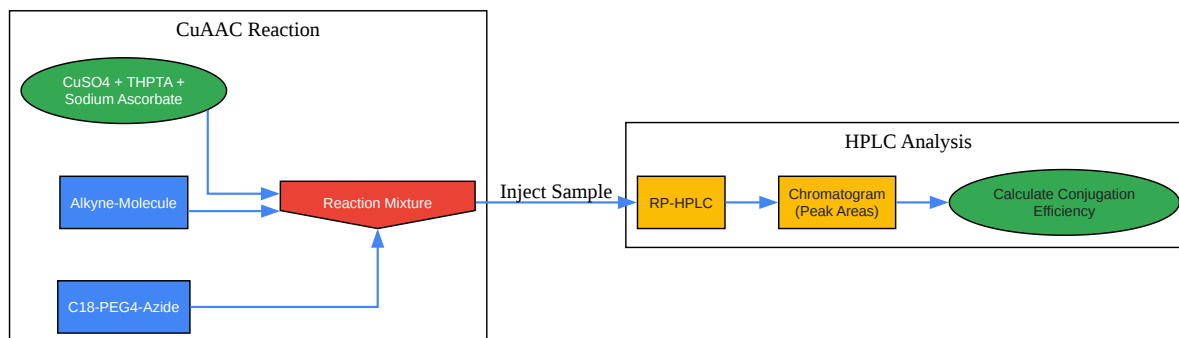 CuAAC Reaction
CuSO4 + THPTA +
Sodium Ascorbate
Alkyne-Molecule
Reaction Mixture
C18-PEG4-Azide
Inject Sample
HPLC Analysis
RP-HPLC
Chromatogram
(Peak Areas)
Calculate Conjugation
Efficiency